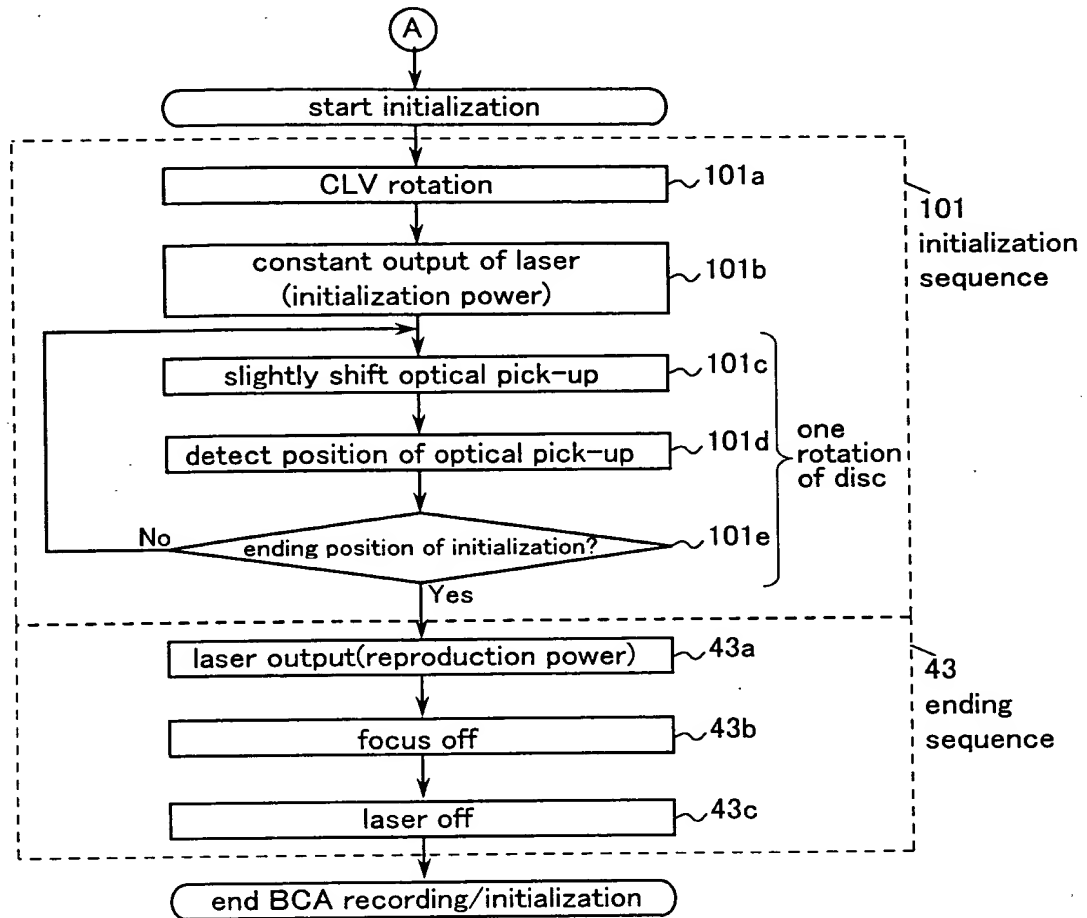 A
start initialization
CLV rotation
101a
101
initialization
sequence
constant output of laser
(initialization power)
101b
slightly shift optical pick-up
101c
detect position of optical pick-up
101d
one
rotation
of disc
No
ending position of initialization?
101e
Yes
laser output(reproduction power)
43a
43
ending
sequence
focus off
43b
laser off
43c
end BCA recording/initialization